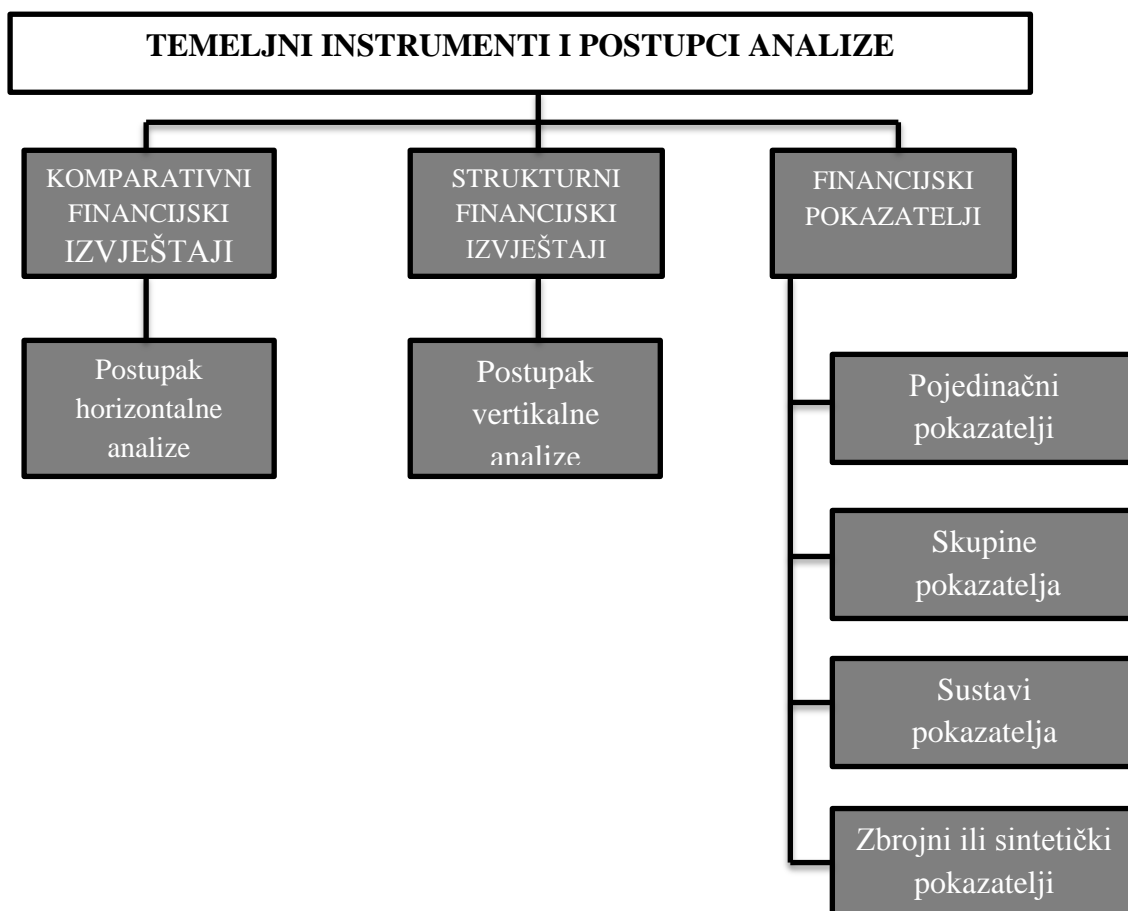 TEMELJNI INSTRUMENTI I POSTUPCI ANALIZE
KOMPARATIVNI
FINANCIJSKI
IZVJEŠTAJI
STRUKTURNI
FINANCIJSKI
IZVJEŠTAJI
FINANCIJSKI
POKAZATELJI
Postupak
horizontalne
analize
Postupak
vertikalne
analize
Pojedinačni
pokazatelji
Skupine
pokazatelja
Sustavi
pokazatelja
Zbrojni ili sintetički
pokazatelji